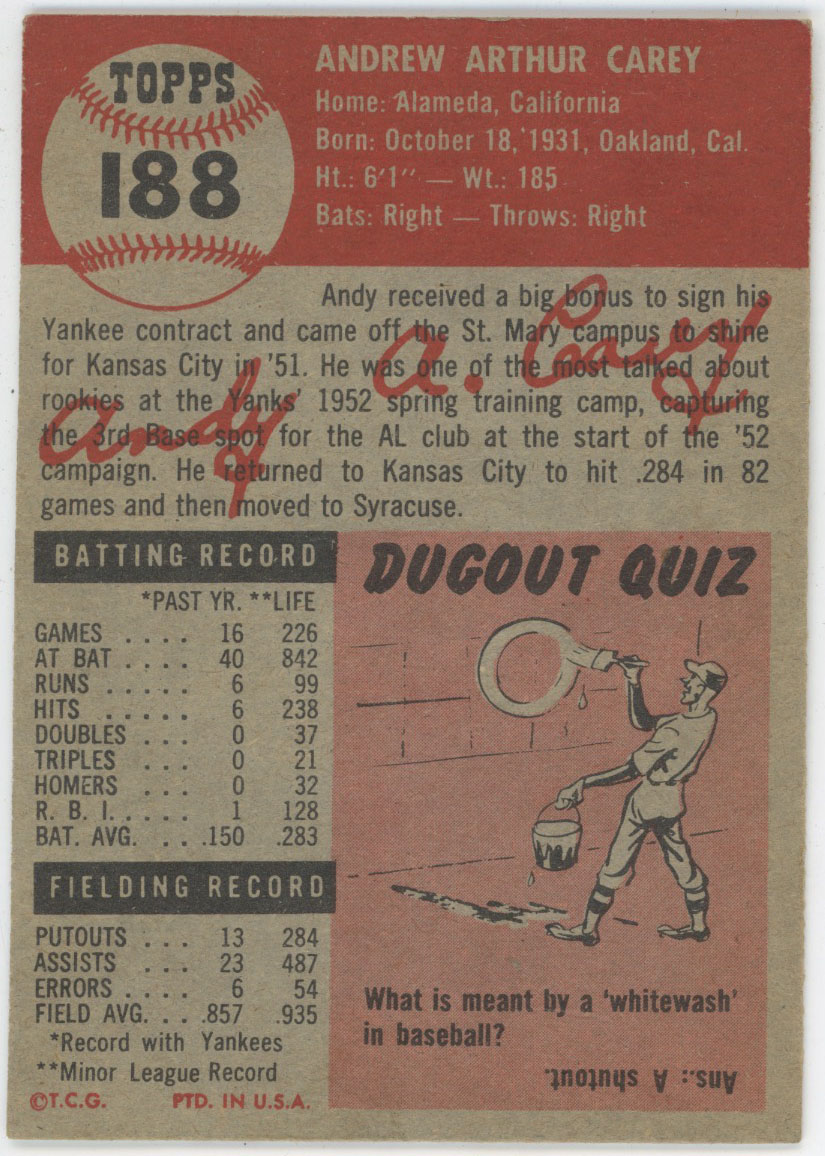 TOPPS
188
ANDREW ARTHUR CAREY
Home: Alameda, California
Born: October 18, 1931, Oakland, Cal.
Ht.: 6'1" — Wt.: 185
Bats: Right — Throws: Right
Andy received a big bonus to sign his
Yankee contract and came off the St. Mary campus to shine
for Kansas City in '51. He was one of the most talked about
rookies at the Yanks' 1952 spring training camp, capturing
the 3rd Base spot for the AL club at the start of the '52
campaign. He returned to Kansas City to hit .284 in 82
games and then moved to Syracuse.
Andy A. Carey
BATTING RECORD
*PAST YR. **LIFE
GAMES .... 16 226
AT BAT .... 40 842
RUNS ..... 6 99
HITS ..... 6 238
DOUBLES ... 0 37
TRIPLES ... 0 21
HOMERS ... 0 32
R. B. I. .... 1 128
BAT. AVG. ... .150 .283
FIELDING RECORD
PUTOUTS ... 13 284
ASSISTS ... 23 487
ERRORS .... 6 54
FIELD AVG. .. .857 .935
*Record with Yankees
**Minor League Record
©T.C.G. PTD. IN U.S.A.
DUGOUT QUIZ
What is meant by a 'whitewash'
in baseball?
Ans.: A shutout.